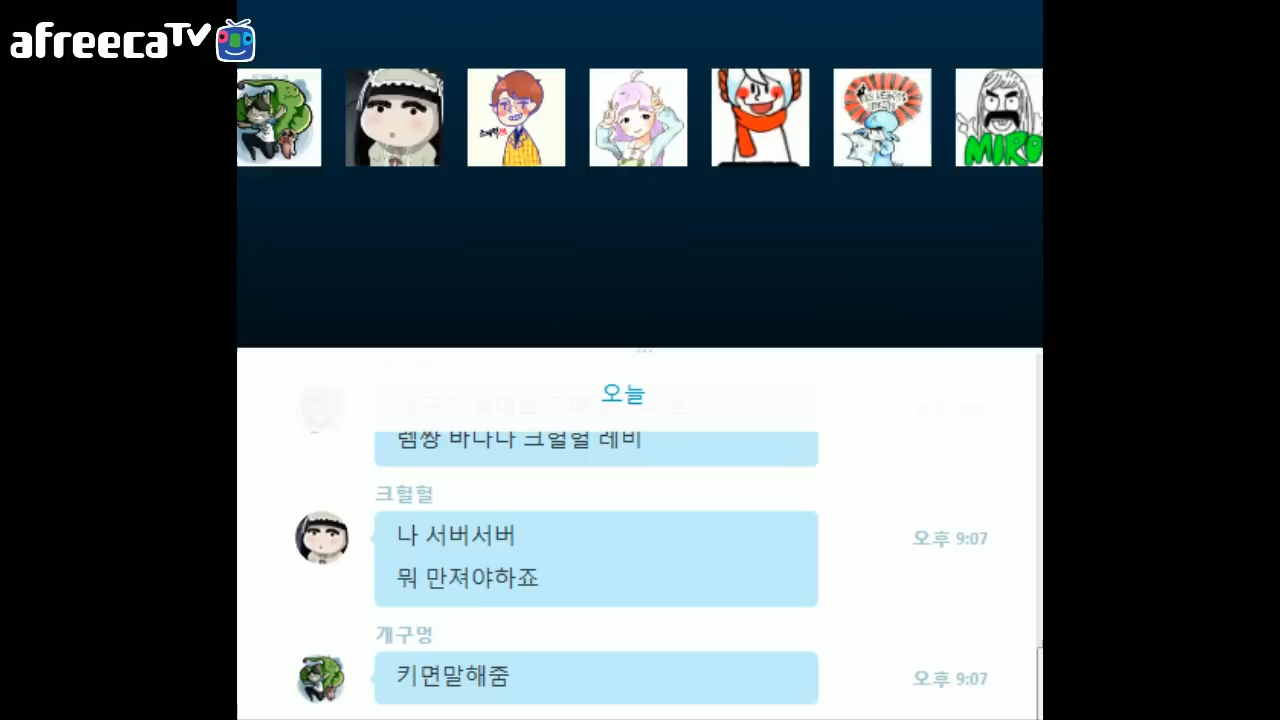 afreecaTV
MIRO
오늘
렘쨩 바나나 크헐헐 레비
크헐헐
나 서버서버
뭐 만져야하죠
오후 9:07
개구멍
키면말해줌
오후 9:07